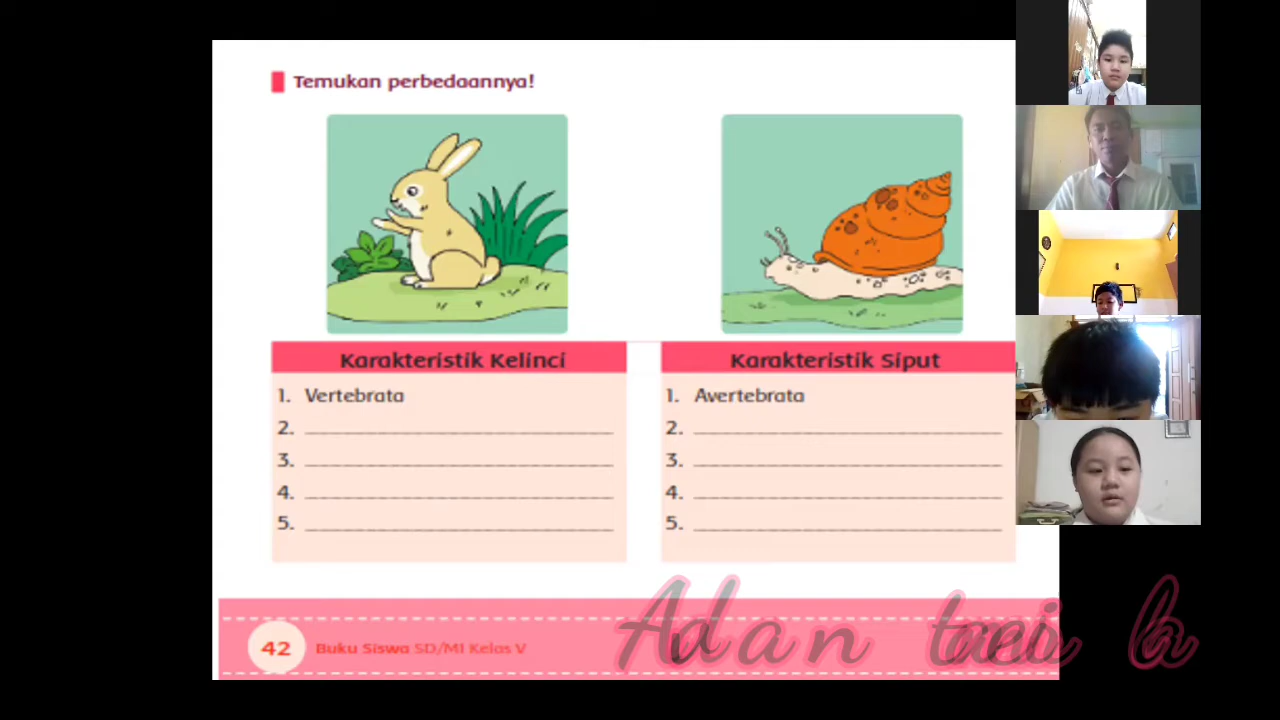 Temukan perbedaannya!
Karakteristik Kelinci
1. Vertebrata
2.
3.
4.
5.
Karakteristik Siput
1. Avertebrata
2.
3.
4.
5.
42 Buku Siswa SD/MI Kelas V